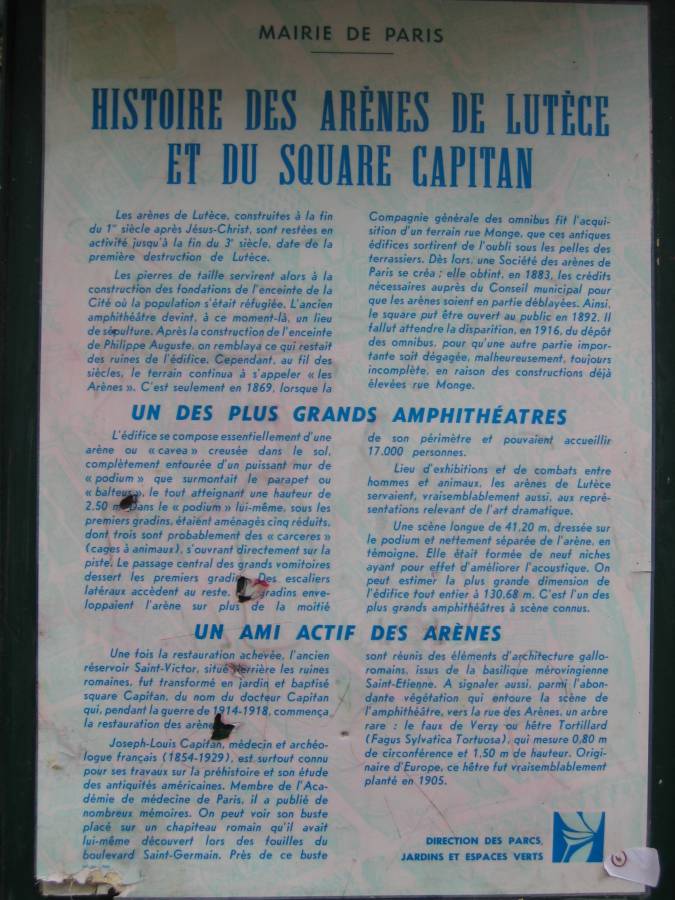 MAIRIE DE PARIS
HISTOIRE DES ARÈNES DE LUTÈCE
ET DU SQUARE CAPITAN
Les arènes de Lutèce, construites à la fin
du 1er siècle après Jésus-Christ, sont restées en
activité jusqu'à la fin du 3e siècle, date de la
première destruction de Lutèce.
Les pierres de taille servirent alors à la
construction des fondations de l'enceinte de la
Cité où la population s'était réfugiée. L'ancien
amphithéatre devint, à ce moment-là, un lieu
de sépulture. Après la construction de l'enceinte
de Philippe Auguste, on remblaya ce qui restait
des ruines de l'édifice. Cependant, au fil des
siècles, le terrain continua à s'appeler « les
Arènes ». C'est seulement en 1869, lorsque la
Compagnie générale des omnibus fit l'acqui-
sition d'un terrain rue Monge, que ces antiques
édifices sortirent de l'oubli sous les pelles des
terrassiers. Dès lors, une Société des arènes de
Paris se créa ; elle obtint, en 1883, les crédits
nécessaires auprès du Conseil municipal pour
que les arènes soient en partie déblayées. Ainsi,
le square put être ouvert au public en 1892. Il
fallut attendre la disparition, en 1916, du dépôt
des omnibus, pour qu'une autre partie impor-
tante soit dégagée, malheureusement, toujours
incomplète, en raison des constructions déjà
élevées rue Monge.
UN DES PLUS GRANDS AMPHITHÉATRES
L'édifice se compose essentiellement d'une
arène ou « cavea » creusée dans le sol,
complètement entourée d'un puissant mur de
« podium » que surmontait le parapet ou
« balteus », le tout atteignant une hauteur de
2.50 m. Dans le « podium » lui-même, sous les
premiers gradins, étaient aménagés cinq réduits,
dont trois sont probablement des « carceres »
(cages à animaux), s'ouvrant directement sur la
piste. Le passage central des grands vomitoires
dessert les premiers gradins. Des escaliers
latéraux accèdent au reste. gradins enve-
loppaient l'arène sur plus de la moitié
de son périmètre et pouvaient accueillir
17.000 personnes.
Lieu d'exhibitions et de combats entre
hommes et animaux, les arènes de Lutèce
servaient, vraisemblablement aussi, aux repré-
sentations relevant de l'art dramatique.
Une scène longue de 41,20 m, dressée sur
le podium et nettement séparée de l'arène, en
témoigne. Elle était formée de neuf niches
ayant pour effet d'améliorer l'acoustique. On
peut estimer la plus grande dimension de
l'édifice tout entier à 130,68 m. C'est l'un des
plus grands amphithéâtres à scène connus.
UN AMI ACTIF DES ARÈNES
Une fois la restauration achevée, l'ancien
réservoir Saint-Victor, situé derrière les ruines
romaines, fut transformé en jardin et baptisé
square Capitan, du nom du docteur Capitan
qui, pendant la guerre de 1914-1918, commença
la restauration des arènes.
Joseph-Louis Capitan, médecin et archéo-
logue français (1854-1929), est surtout connu
pour ses travaux sur la préhistoire et son étude
des antiquités américaines. Membre de l'Aca-
démie de médecine de Paris, il a publié de
nombreux mémoires. On peut voir son buste
placé sur un chapiteau romain qu'il avait
lui-même découvert lors des fouilles du
boulevard Saint-Germain. Près de ce buste
sont réunis des éléments d'architecture gallo-
romains, issus de la basilique mérovingienne
Saint-Etienne. A signaler aussi, parmi l'abon-
dante végétation qui entoure la scène de
l'amphithéâtre, vers la rue des Arènes, un arbre
rare : le faux de Verzy ou hêtre Tortillard
(Fagus Sylvatica Tortuosa), qui mesure 0,80 m
de circonférence et 1,50 m de hauteur. Origi-
naire d'Europe, ce hêtre fut vraisemblablement
planté en 1905.
DIRECTION DES PARCS,
JARDINS ET ESPACES VERTS